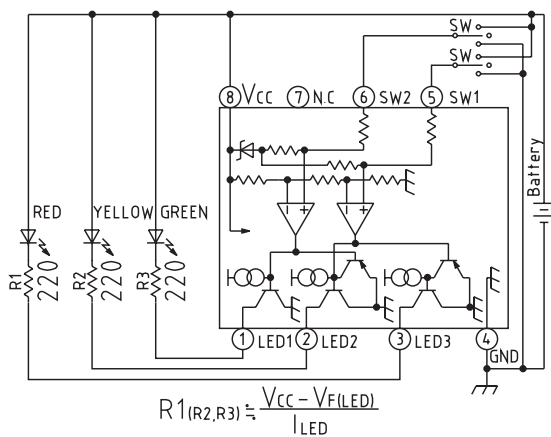 SW
SW
8 VCC
7 N.C
6 SW2
5 SW1
Battery
RED
YELLOW
GREEN
R1
220
R2
220
R3
220
− +
− +
1 LED1
2 LED2
3 LED3
4
GND
R1(R2,R3) ≒ VCC − VF(LED)
ILED